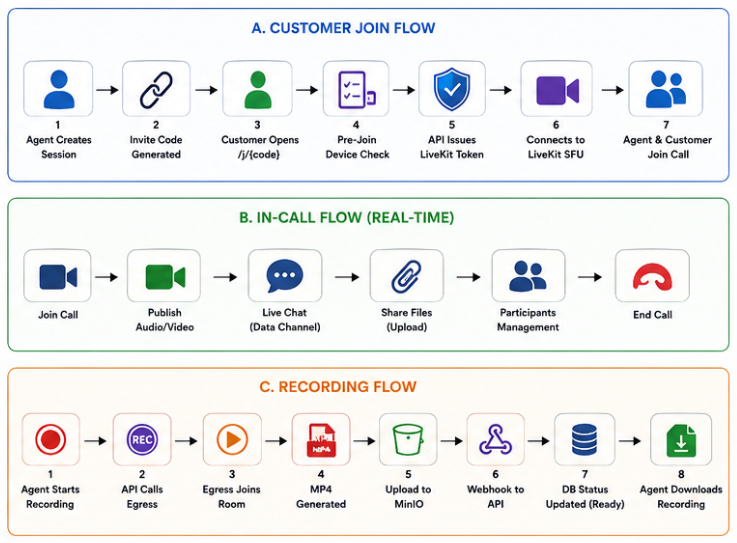 A. CUSTOMER JOIN FLOW
1
Agent Creates
Session
2
Invite Code
Generated
3
Customer Opens
/j/{code}
4
Pre-Join
Device Check
5
API Issues
LiveKit Token
6
Connects to
LiveKit SFU
7
Agent & Customer
Join Call
B. IN-CALL FLOW (REAL-TIME)
Join Call
Publish
Audio/Video
Live Chat
(Data Channel)
Share Files
(Upload)
Participants
Management
End Call
C. RECORDING FLOW
1
Agent Starts
Recording
REC
2
API Calls
Egress
3
Egress Joins
Room
MP4
4
MP4
Generated
5
Upload to
MinIO
6
Webhook to
API
7
DB Status
Updated (Ready)
8
Agent Downloads
Recording